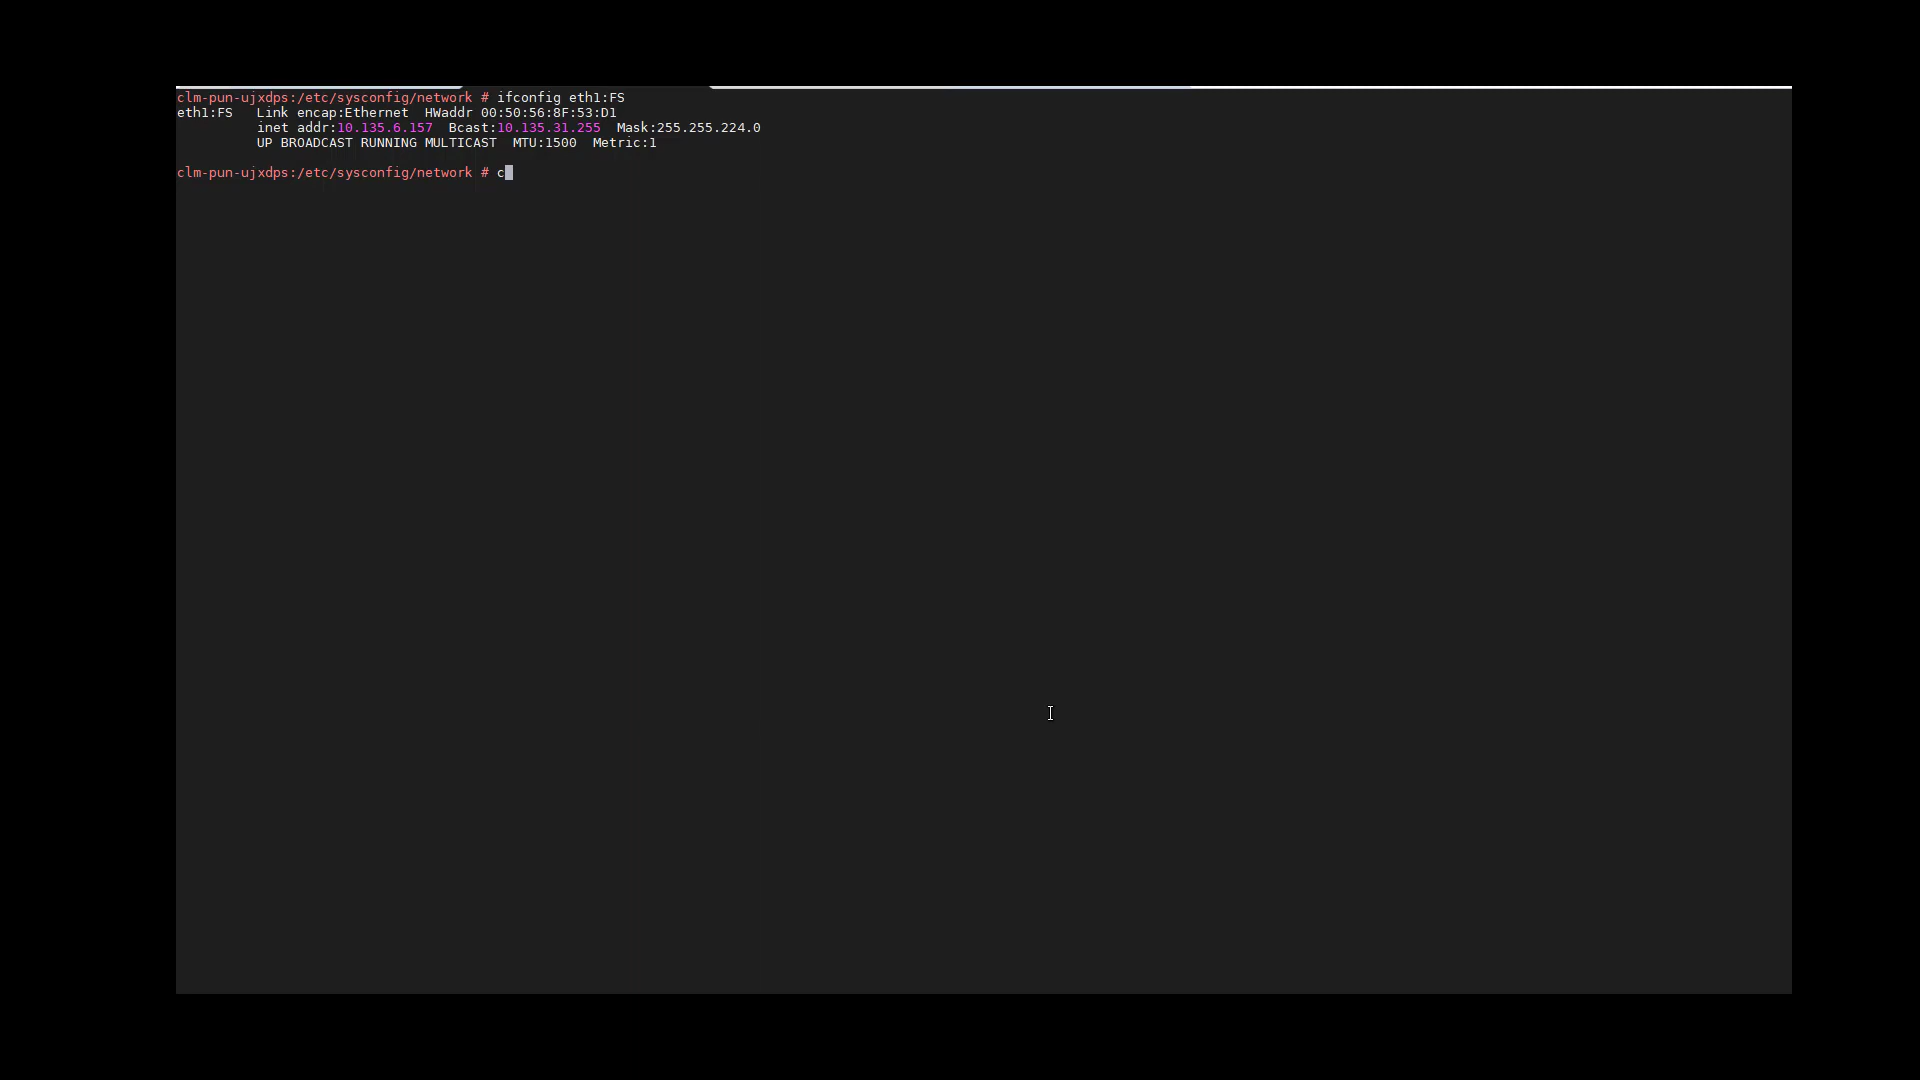 clm-pun-ujxdps:/etc/sysconfig/network # ifconfig eth1:FS
eth1:FS   Link encap:Ethernet  HWaddr 00:50:56:8F:53:D1
          inet addr:10.135.6.157  Bcast:10.135.31.255  Mask:255.255.224.0
          UP BROADCAST RUNNING MULTICAST  MTU:1500  Metric:1
clm-pun-ujxdps:/etc/sysconfig/network # c